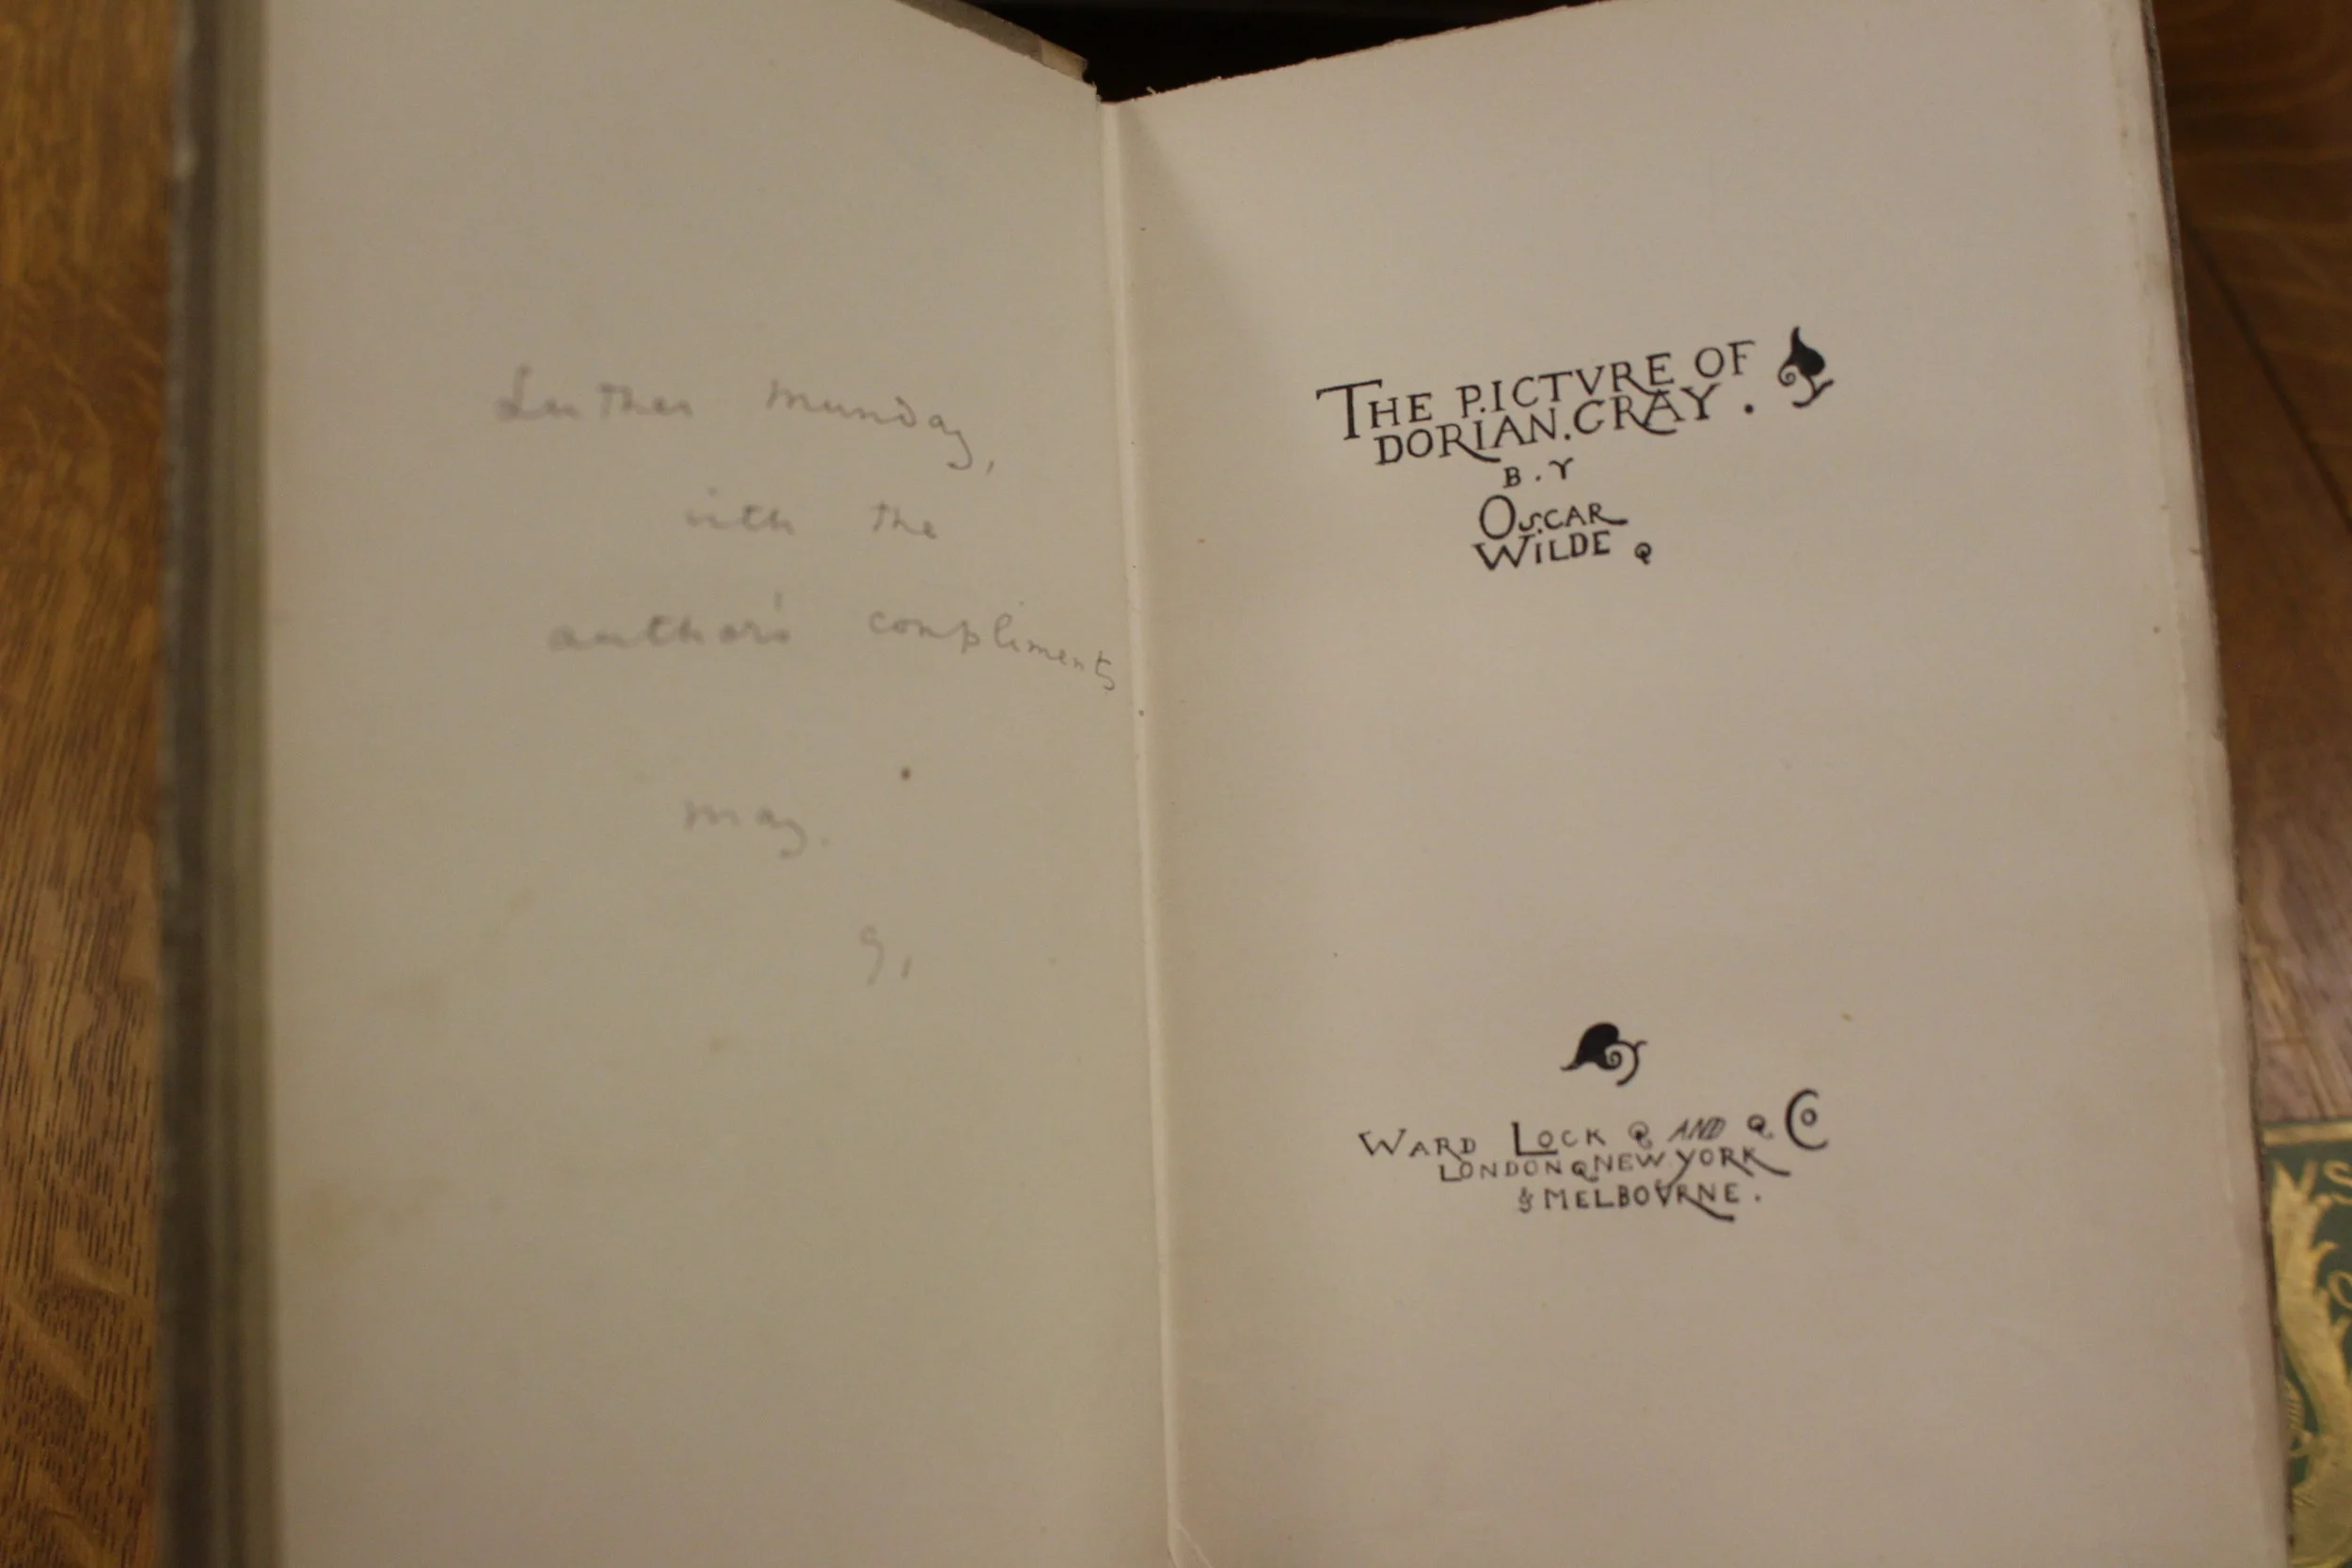 Luther Munday,
with the
author's compliments
May.
91
THE PICTVRE OF
DORIAN.GRAY.
B.Y
OSCAR
WILDE
WARD LOCK AND CO
LONDON NEW YORK
& MELBOVRNE.